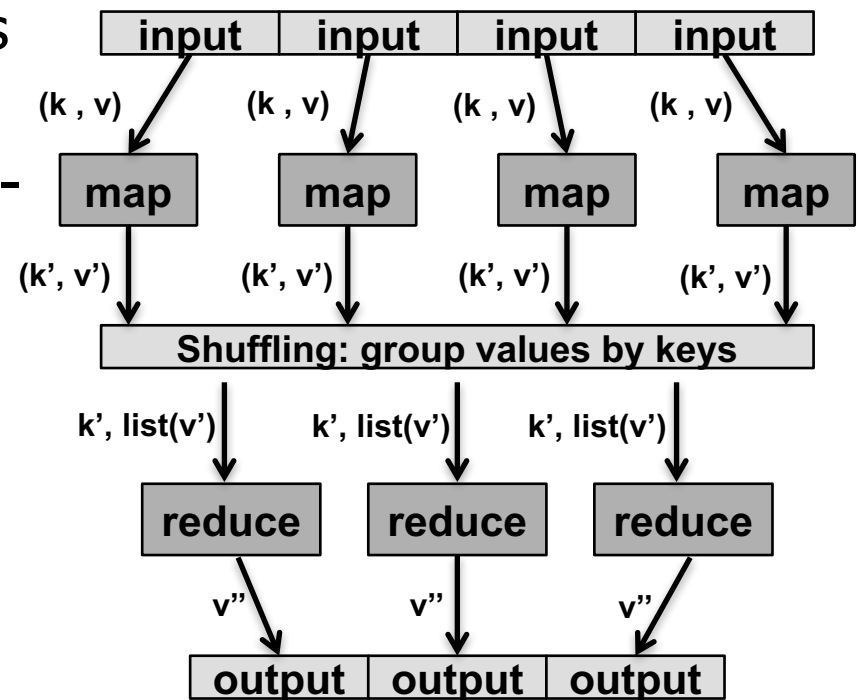 s
input input input input
(k , v) (k , v) (k , v) (k , v)
-
map map map map
(k’, v’) (k’, v’) (k’, v’) (k’, v’)
Shuffling: group values by keys
k’, list(v’) k’, list(v’) k’, list(v’)
reduce reduce reduce
v’’ v’’ v’’
output output output